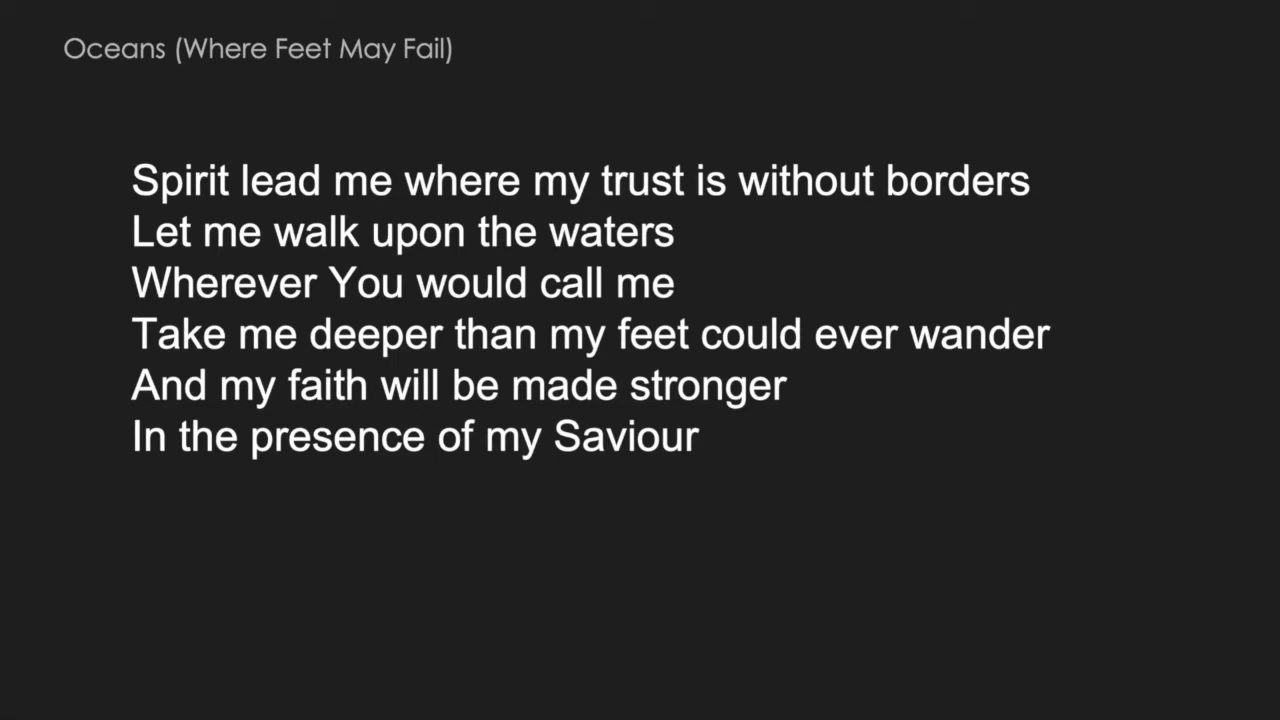 Oceans (Where Feet May Fail)
Spirit lead me where my trust is without borders
Let me walk upon the waters
Wherever You would call me
Take me deeper than my feet could ever wander
And my faith will be made stronger
In the presence of my Saviour